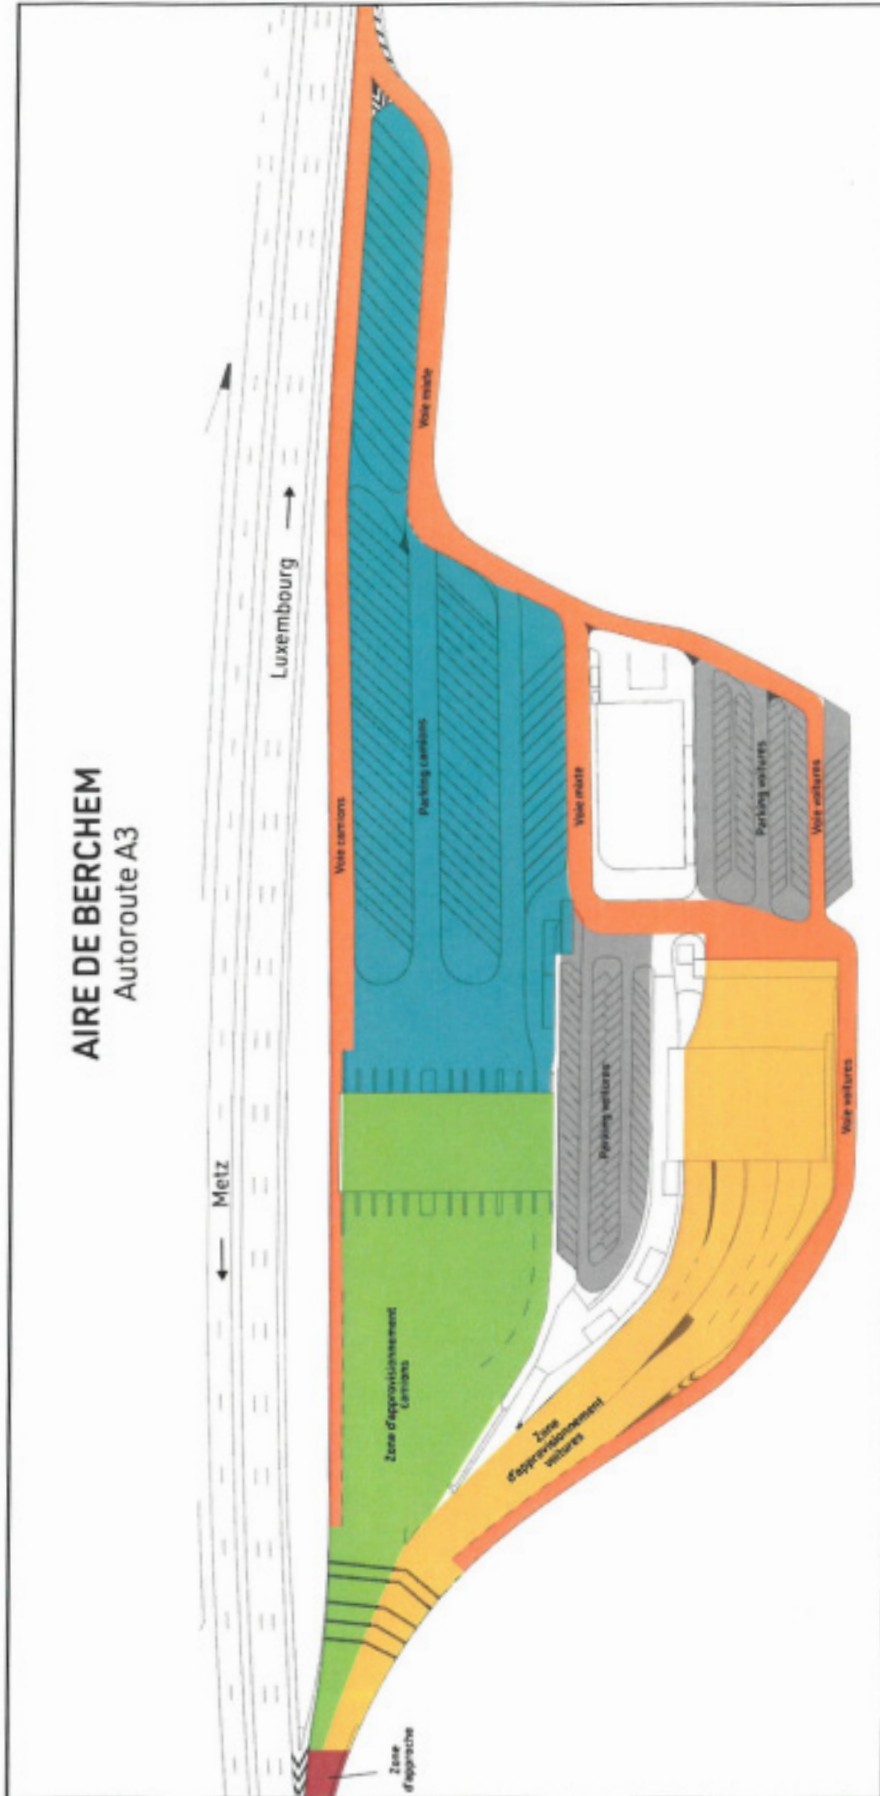 AIRE DE BERCHEM
Autoroute A3
Metz
Luxembourg
Zone
d'approche
Zone d'approvisionnement
camions
Zone
d'approvisionnement
voitures
Voie camions
Parking camions
Voie mixte
Voie mixte
Parking voitures
Parking voitures
Voie voitures
Voie voitures